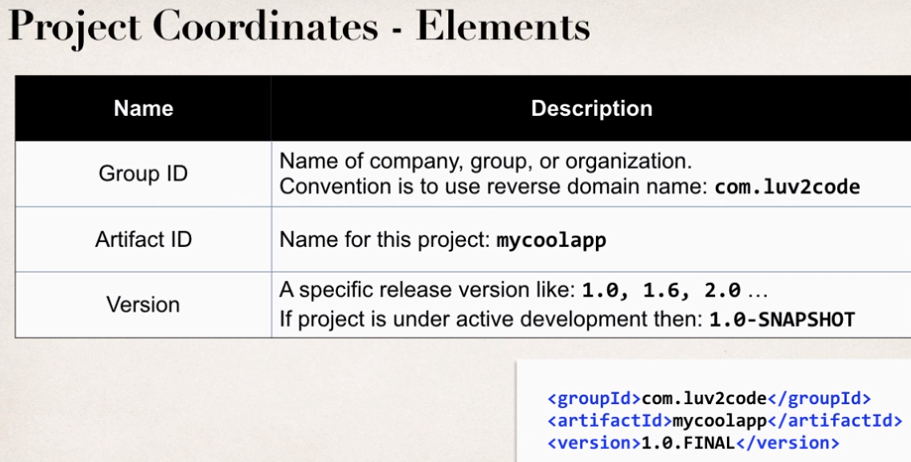 Project Coordinates - Elements
Name
Description
Group ID
Name of company, group, or organization.
Convention is to use reverse domain name: com.luv2code
Artifact ID
Name for this project: mycoolapp
Version
A specific release version like: 1.0, 1.6, 2.0 …
If project is under active development then: 1.0-SNAPSHOT
<groupId>com.luv2code</groupId>
<artifactId>mycoolapp</artifactId>
<version>1.0.FINAL</version>